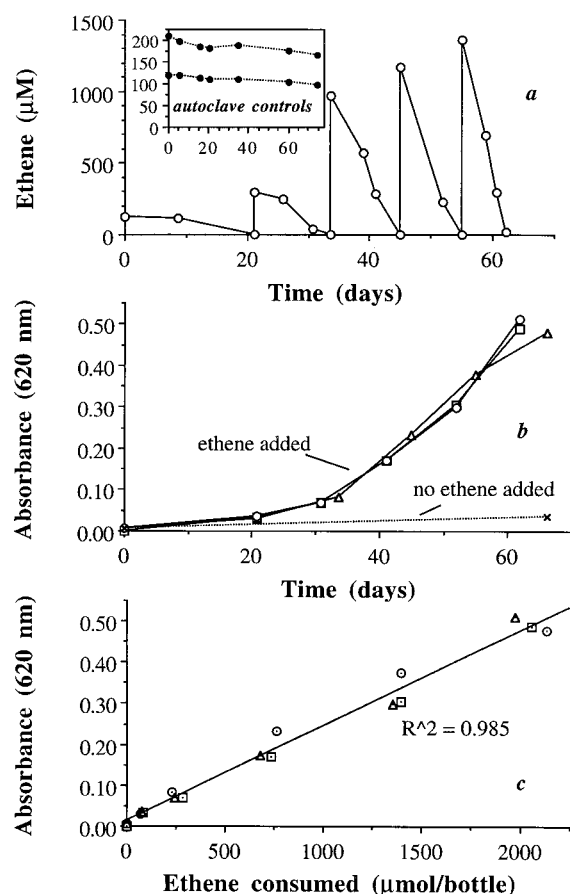 1500
1000
500
0
Ethene (µM)
200
150
100
50
0
autoclave controls
0
20
40
60
a
0
20
40
60
Time (days)
0.50
0.40
0.30
0.20
0.10
0.00
Absorbance (620 nm)
ethene added
no ethene added
b
0
20
40
60
Time (days)
0.50
0.40
0.30
0.20
0.10
0.00
Absorbance (620 nm)
R^2 = 0.985
c
0
500
1000
1500
2000
Ethene consumed (µmol/bottle)